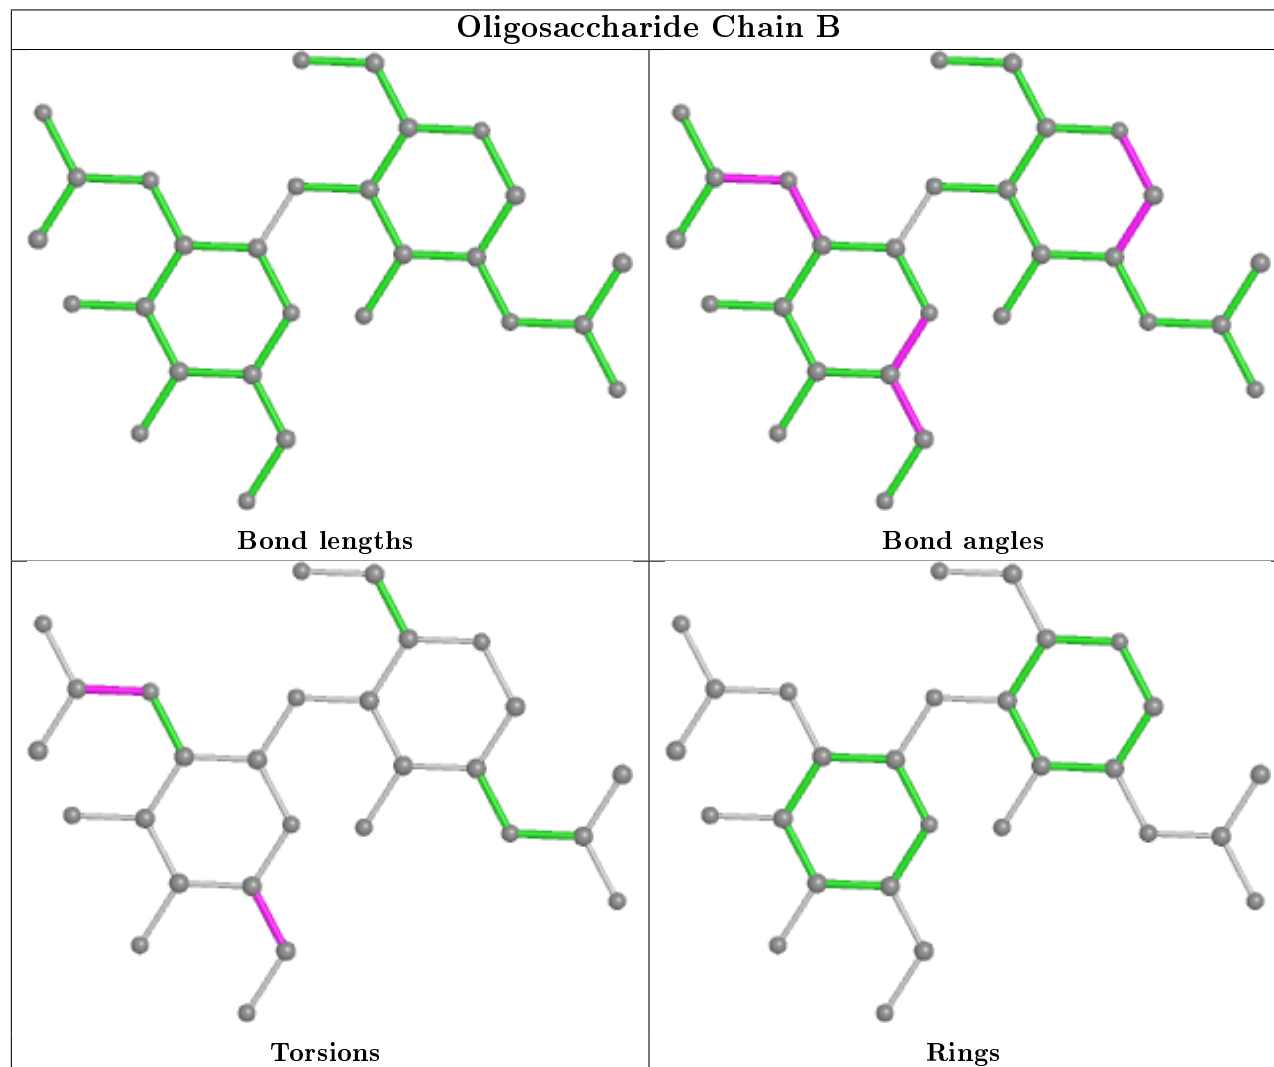 Oligosaccharide Chain B
Bond lengths
Bond angles
Torsions
Rings